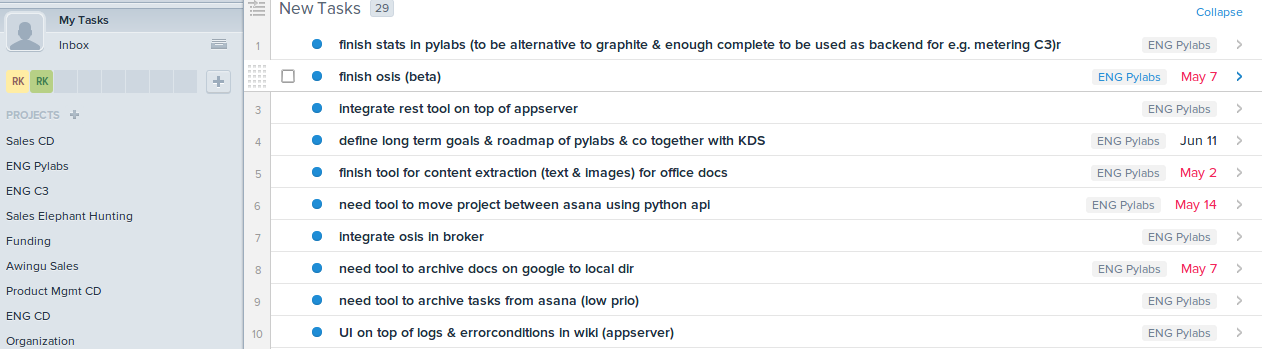 My Tasks
Inbox
RK RK
PROJECTS +
Sales CD
ENG Pylabs
ENG C3
Sales Elephant Hunting
Funding
Awingu Sales
Product Mgmt CD
ENG CD
Organization
New Tasks 29
Collapse
1 finish stats in pylabs (to be alternative to graphite & enough complete to be used as backend for e.g. metering C3)r ENG Pylabs
finish osis (beta) ENG Pylabs May 7
3 integrate rest tool on top of appserver ENG Pylabs
4 define long term goals & roadmap of pylabs & co together with KDS ENG Pylabs Jun 11
5 finish tool for content extraction (text & images) for office docs ENG Pylabs May 2
6 need tool to move project between asana using python api ENG Pylabs May 14
7 integrate osis in broker ENG Pylabs
8 need tool to archive docs on google to local dir ENG Pylabs May 7
9 need tool to archive tasks from asana (low prio) ENG Pylabs
10 UI on top of logs & errorconditions in wiki (appserver) ENG Pylabs